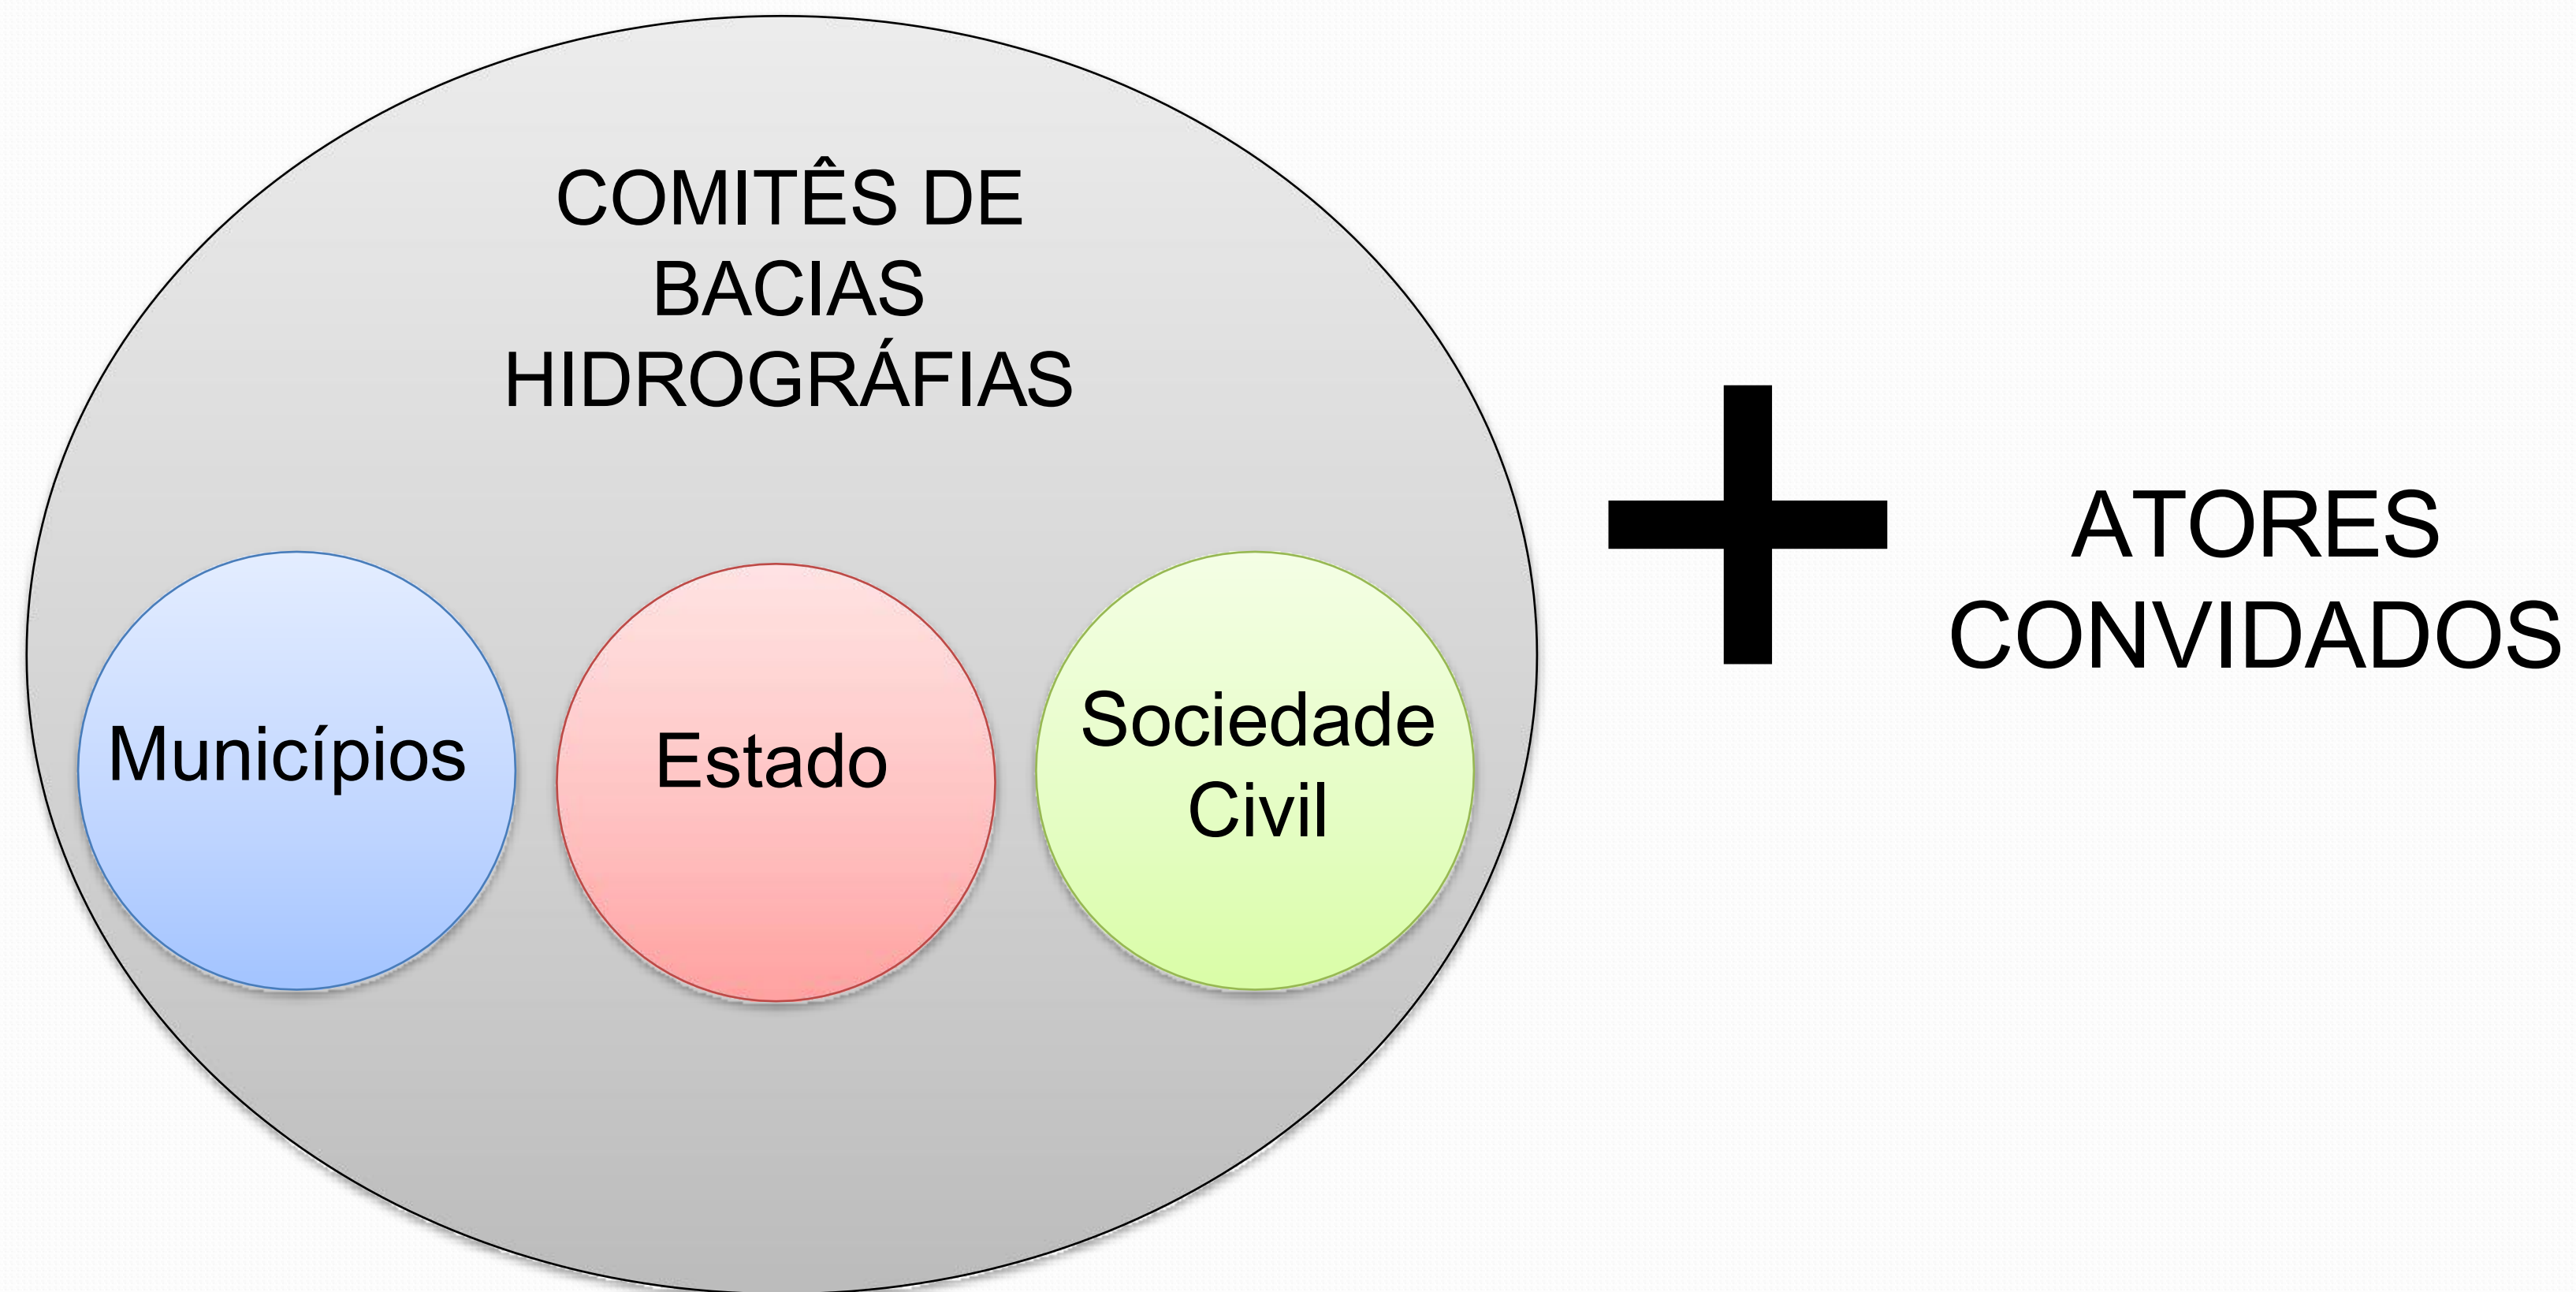 COMITÊS DE
BACIAS
HIDROGRÁFIAS
Municípios
Estado
Sociedade
Civil
ATORES
CONVIDADOS